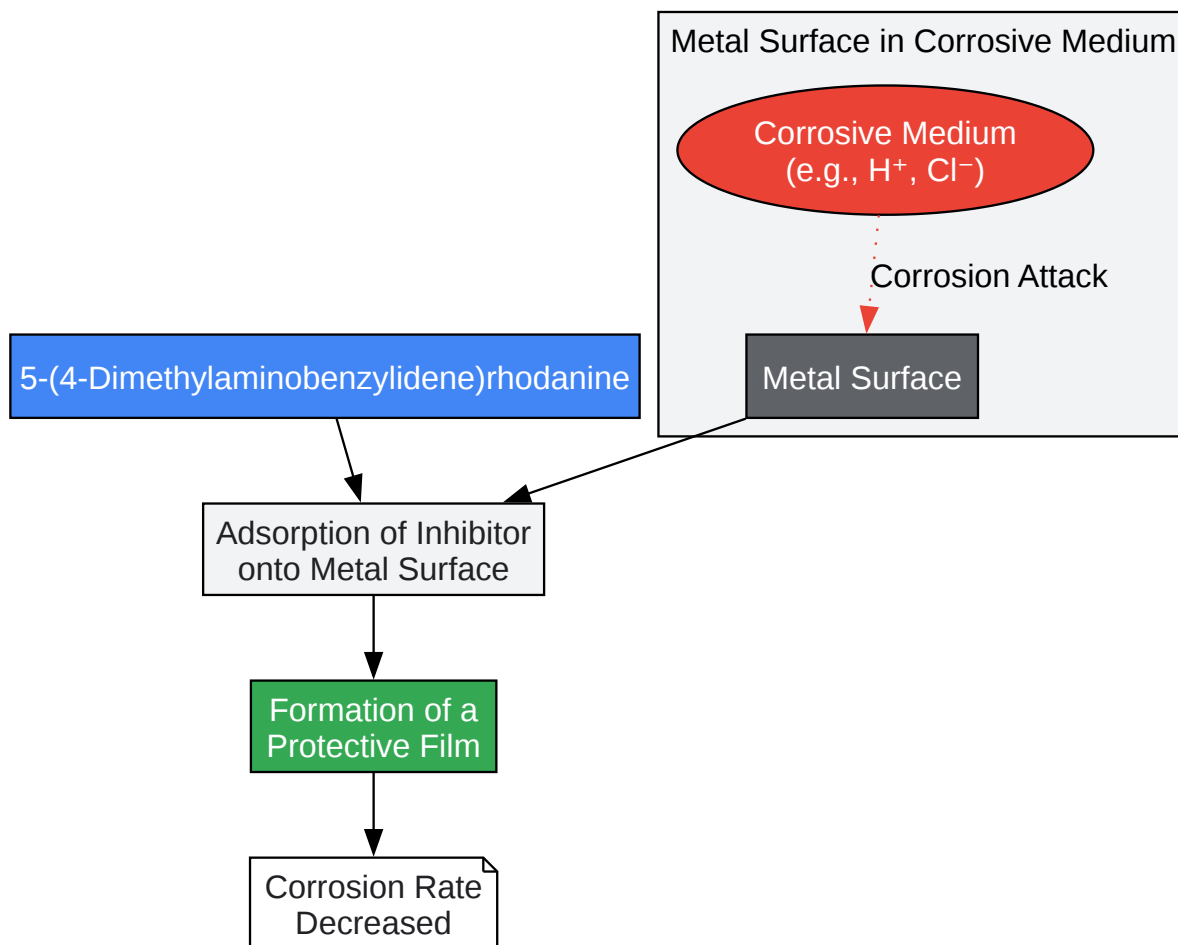 Metal Surface in Corrosive Medium
Corrosive Medium
(e.g., H⁺, Cl⁻)
Corrosion Attack
5-(4-Dimethylaminobenzylidene)rhodanine
Metal Surface
Adsorption of Inhibitor
onto Metal Surface
Formation of a
Protective Film
Corrosion Rate
Decreased